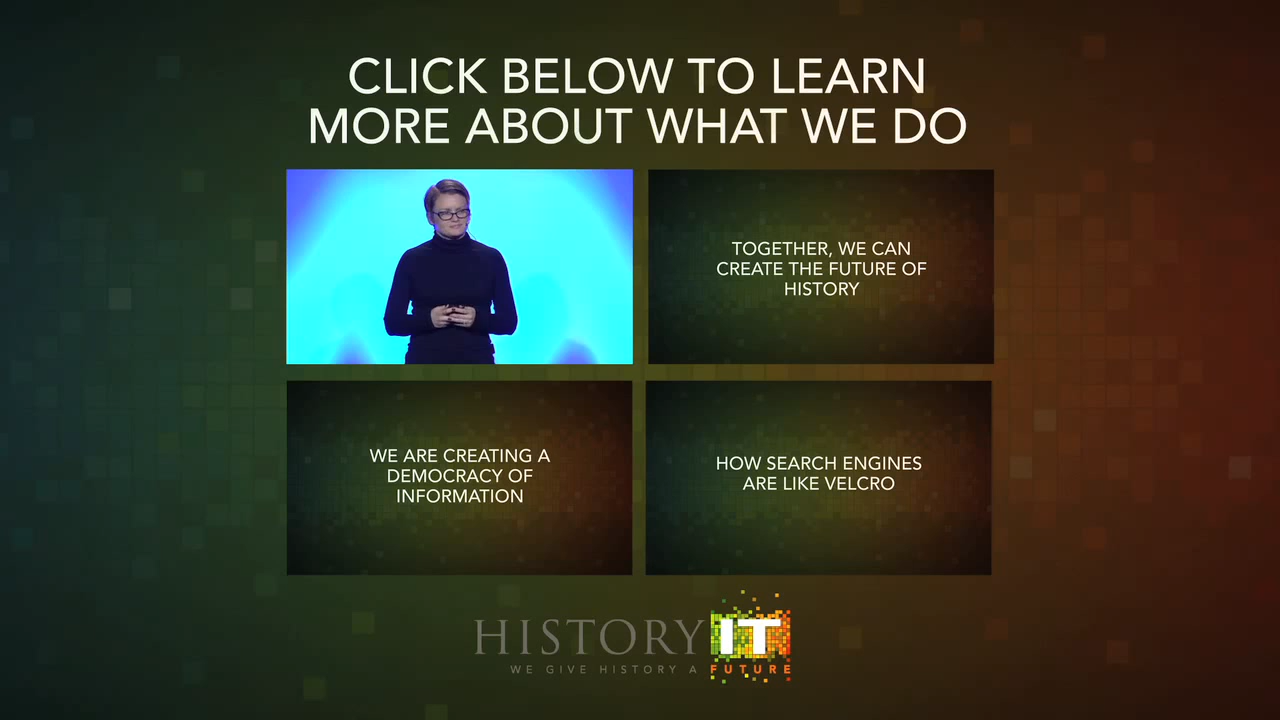 CLICK BELOW TO LEARN
MORE ABOUT WHAT WE DO
TOGETHER, WE CAN
CREATE THE FUTURE OF
HISTORY
WE ARE CREATING A
DEMOCRACY OF
INFORMATION
HOW SEARCH ENGINES
ARE LIKE VELCRO
HISTORY IT
WE GIVE HISTORY A FUTURE